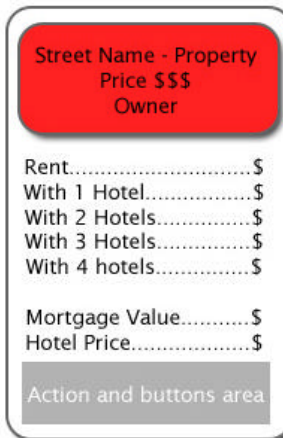 Street Name - Property
Price $$$
Owner
Rent.............................$
With 1 Hotel.................$
With 2 Hotels...............$
With 3 Hotels...............$
With 4 hotels...............$
Mortgage Value...........$
Hotel Price...................$
Action and buttons area